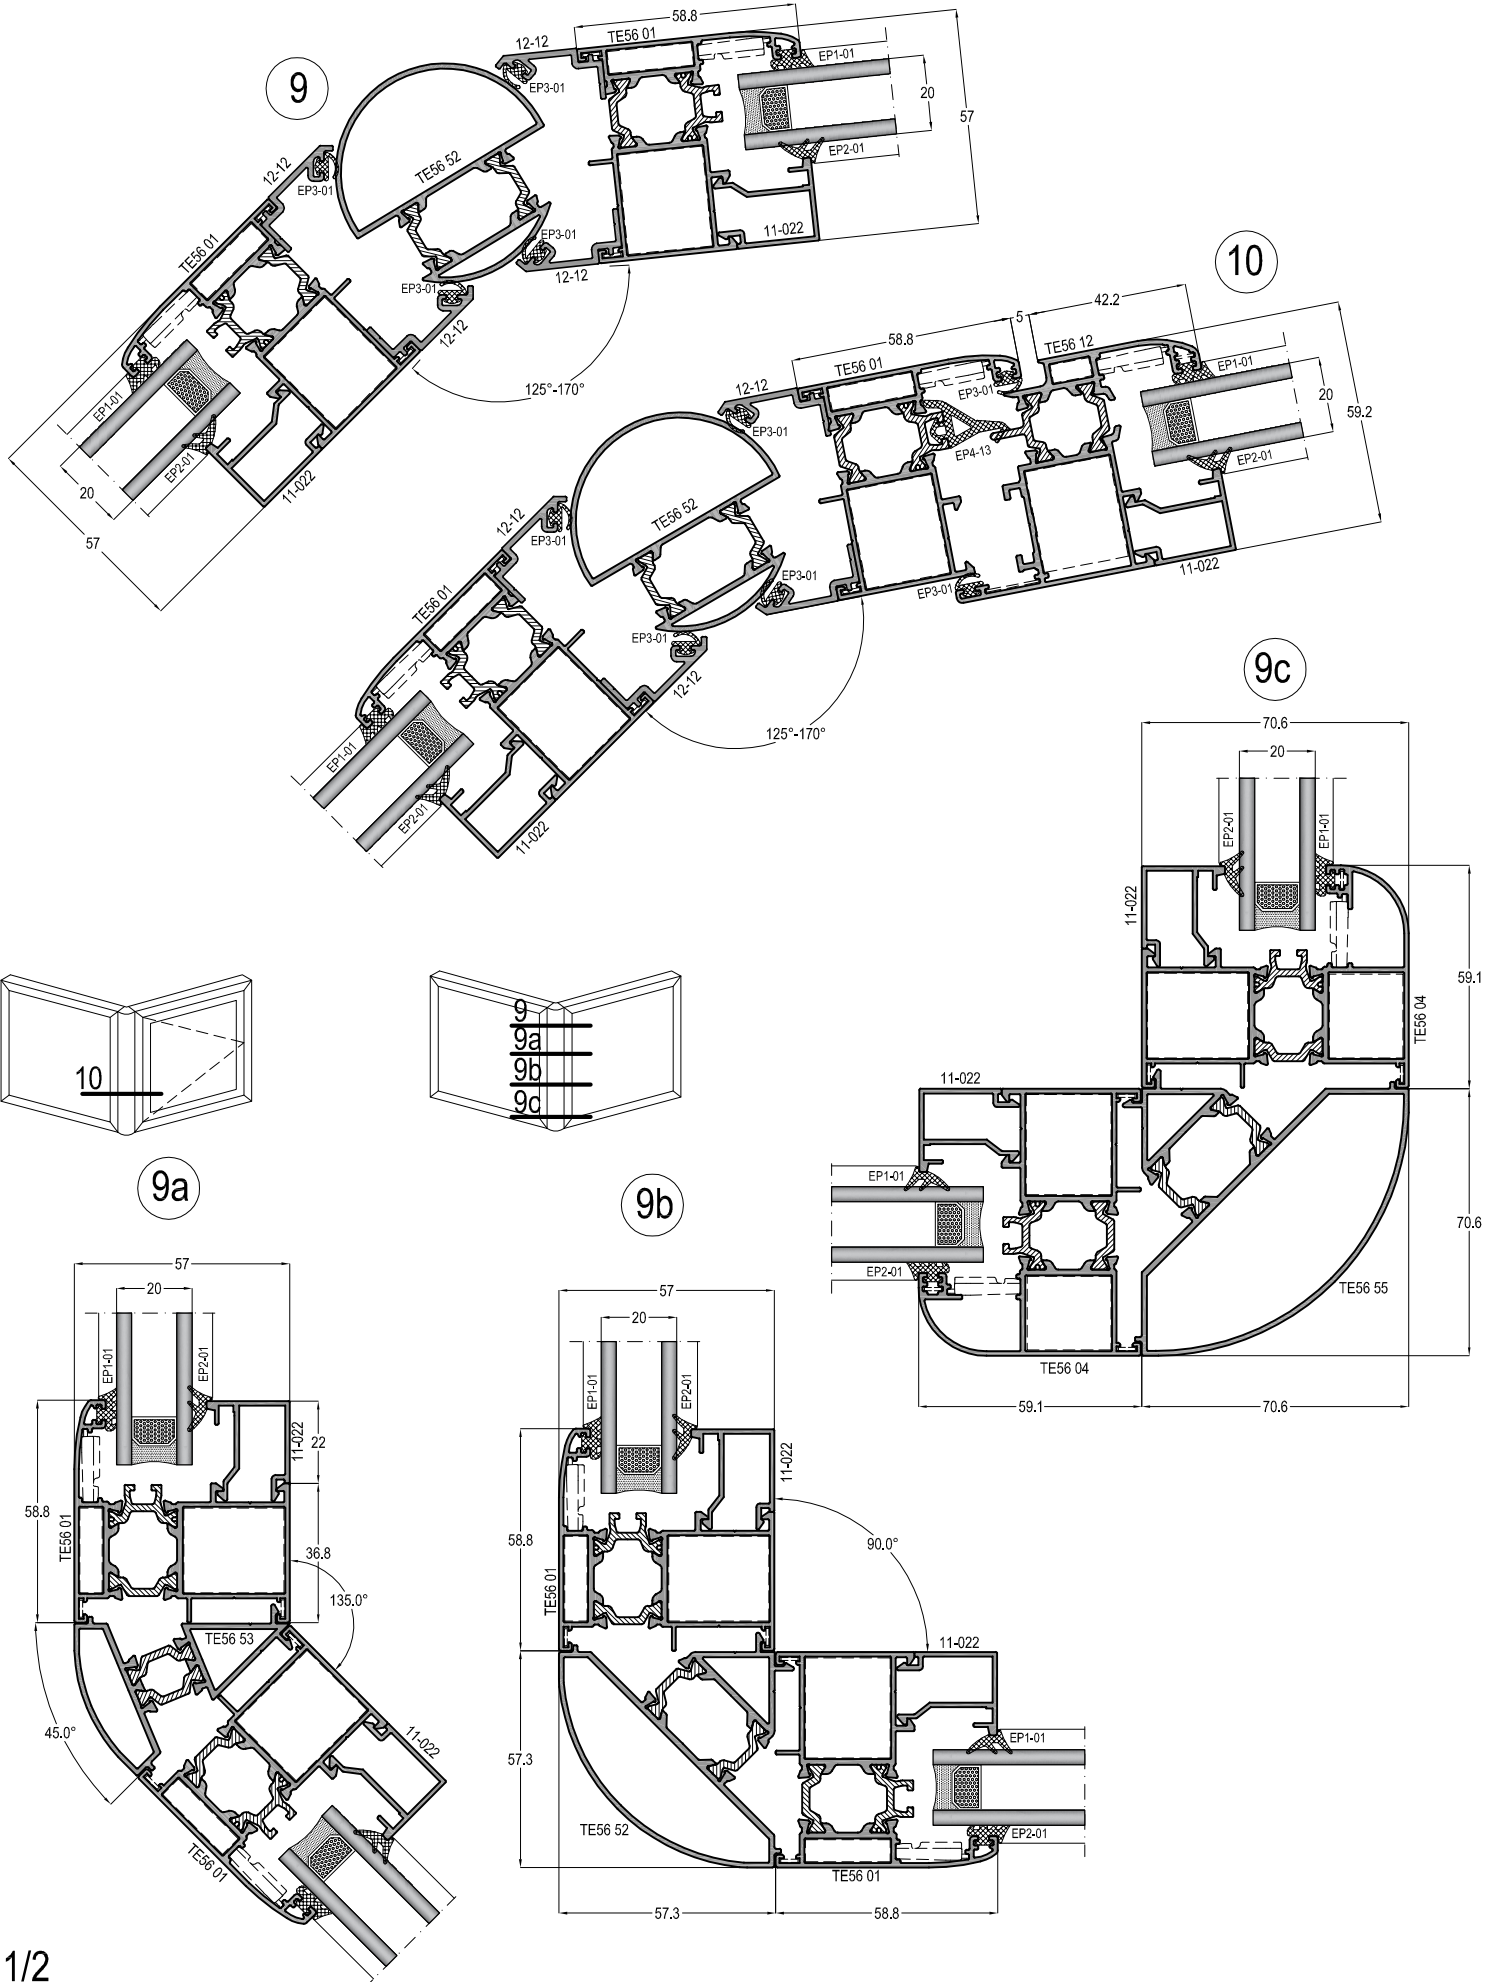 9
58.8
12-12
TE56 01
EP1-01
EP3-01
20
57
EP2-01
12-12
EP3-01
TE56 52
TE56 01
EP3-01
11-022
12-12
EP3-01
12-12
125°-170°
EP1-01
EP2-01
20
11-022
57
10
42.2
5
58.8
TE56 12
TE56 01
EP1-01
12-12
EP3-01
20
59.2
EP3-01
EP4-13
EP2-01
TE56 52
12-12
EP3-01
TE56 01
EP3-01
EP3-01
11-022
EP3-01
12-12
125°-170°
EP1-01
EP2-01
11-022
9c
70.6
20
EP2-01
EP1-01
11-022
59.1
TE56 04
11-022
EP1-01
EP2-01
70.6
TE56 55
TE56 04
59.1
70.6
10
9
9a
9b
9c
9a
57
20
EP1-01
EP2-01
11-022
22
58.8
TE56 01
36.8
135.0°
TE56 53
45.0°
11-022
TE56 01
9b
57
20
EP1-01
EP2-01
11-022
58.8
TE56 01
90.0°
11-022
EP1-01
57.3
TE56 52
EP2-01
TE56 01
57.3
58.8
1/2